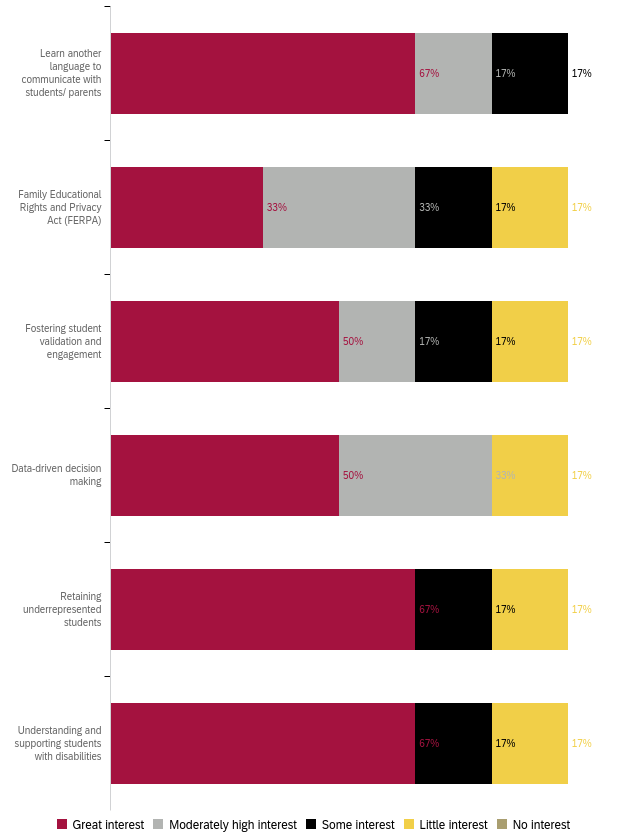 Learn another
language to
communicate with
students/ parents
67% 17% 17%
Family Educational
Rights and Privacy
Act (FERPA)
33% 33% 17% 17%
Fostering student
validation and
engagement
50% 17% 17% 17%
Data-driven decision
making
50% 33% 17%
Retaining
underrepresented
students
67% 17% 17%
Understanding and
supporting students
with disabilities
67% 17% 17%
Great interest Moderately high interest Some interest Little interest No interest